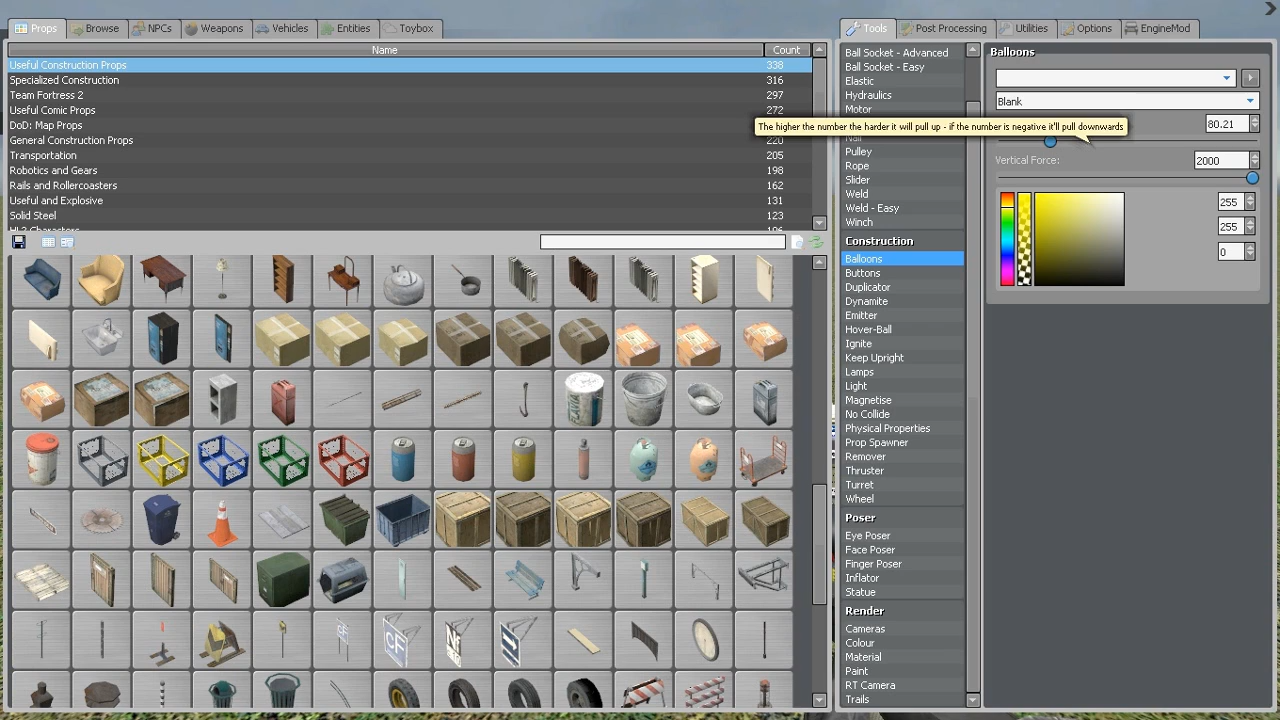 Props Browse NPCs Weapons Vehicles Entities Toybox
Name Count
Useful Construction Props 338
Specialized Construction 316
Team Fortress 2 297
Useful Comic Props 272
DoD: Map Props
General Construction Props 220
Transportation 205
Robotics and Gears 198
Rails and Rollercoasters 162
Useful and Explosive 131
Solid Steel 123
Tools Post Processing Utilities Options EngineMod
Ball Socket - Advanced
Ball Socket - Easy
Elastic
Hydraulics
Motor
Nail
Pulley
Rope
Slider
Weld
Weld - Easy
Winch
Construction
Balloons
Buttons
Duplicator
Dynamite
Emitter
Hover-Ball
Ignite
Keep Upright
Lamps
Light
Magnetise
No Collide
Physical Properties
Prop Spawner
Remover
Thruster
Turret
Wheel
Poser
Eye Poser
Face Poser
Finger Poser
Inflator
Statue
Render
Cameras
Colour
Material
Paint
RT Camera
Trails
Balloons
Blank
80.21
The higher the number the harder it will pull up - if the number is negative it'll pull downwards
Vertical Force: 2000
255
255
0
CF